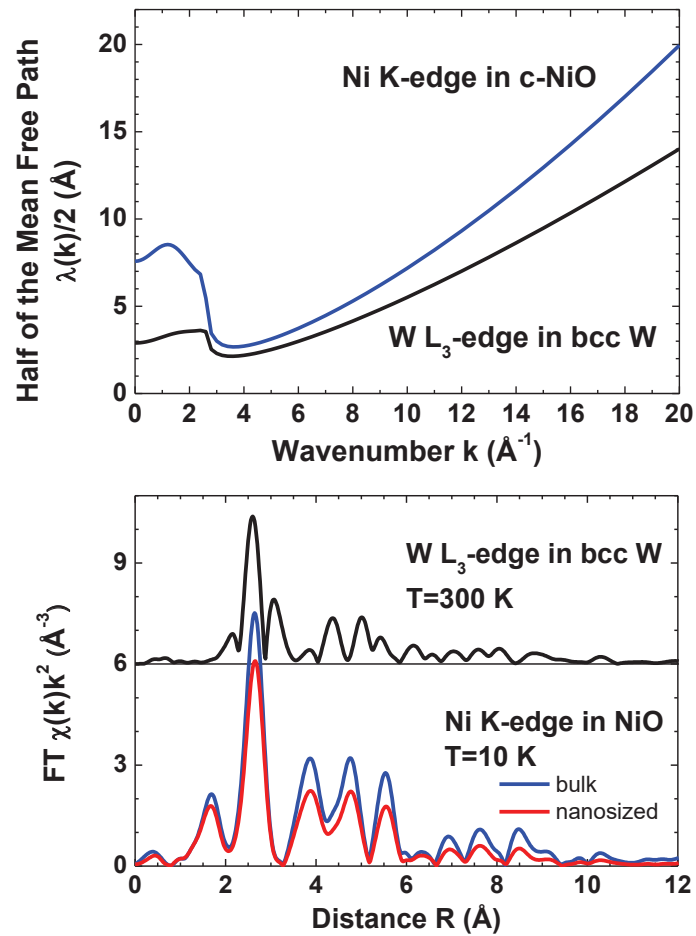 Half of the Mean Free Path
λ(k)/2 (Å)
20
15
10
5
0
Ni K-edge in c-NiO
W L₃-edge in bcc W
0 2 4 6 8 10 12 14 16 18 20
Wavenumber k (Å⁻¹)
FT χ(k)k² (Å⁻³)
9
6
3
0
W L₃-edge in bcc W
T=300 K
Ni K-edge in NiO
T=10 K
bulk
nanosized
0 2 4 6 8 10 12
Distance R (Å)